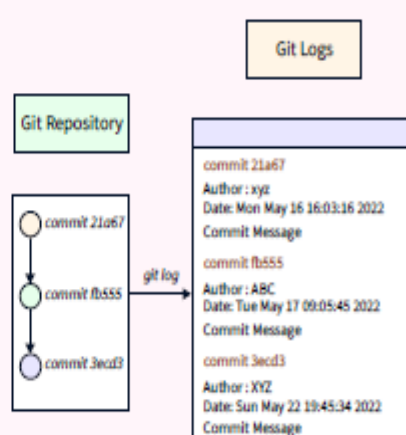 Git Logs
Git Repository
commit 21a67
commit fb555
commit 3ecd3
git log
commit 21a67
Author : xyz
Date: Mon May 16 16:03:16 2022
Commit Message
commit fb555
Author : ABC
Date: Tue May 17 09:05:45 2022
Commit Message
commit 3ecd3
Author : XYZ
Date: Sun May 22 19:45:34 2022
Commit Message